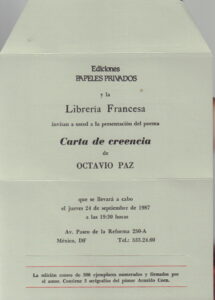 Ediciones
PAPELES PRIVADOS
y la
Librería Francesa
invitan a usted a la presentación del poema
Carta de creencia
de
OCTAVIO PAZ
que se llevará a cabo
el jueves 24 de septiembre de 1987
a las 19:30 horas
Av. Paseo de la Reforma 250-A
México, DF Tel.: 533.24.60
La edición consta de 300 ejemplares numerados y firmados por
el autor. Contiene 3 serigrafías del pintor Arnaldo Coen.